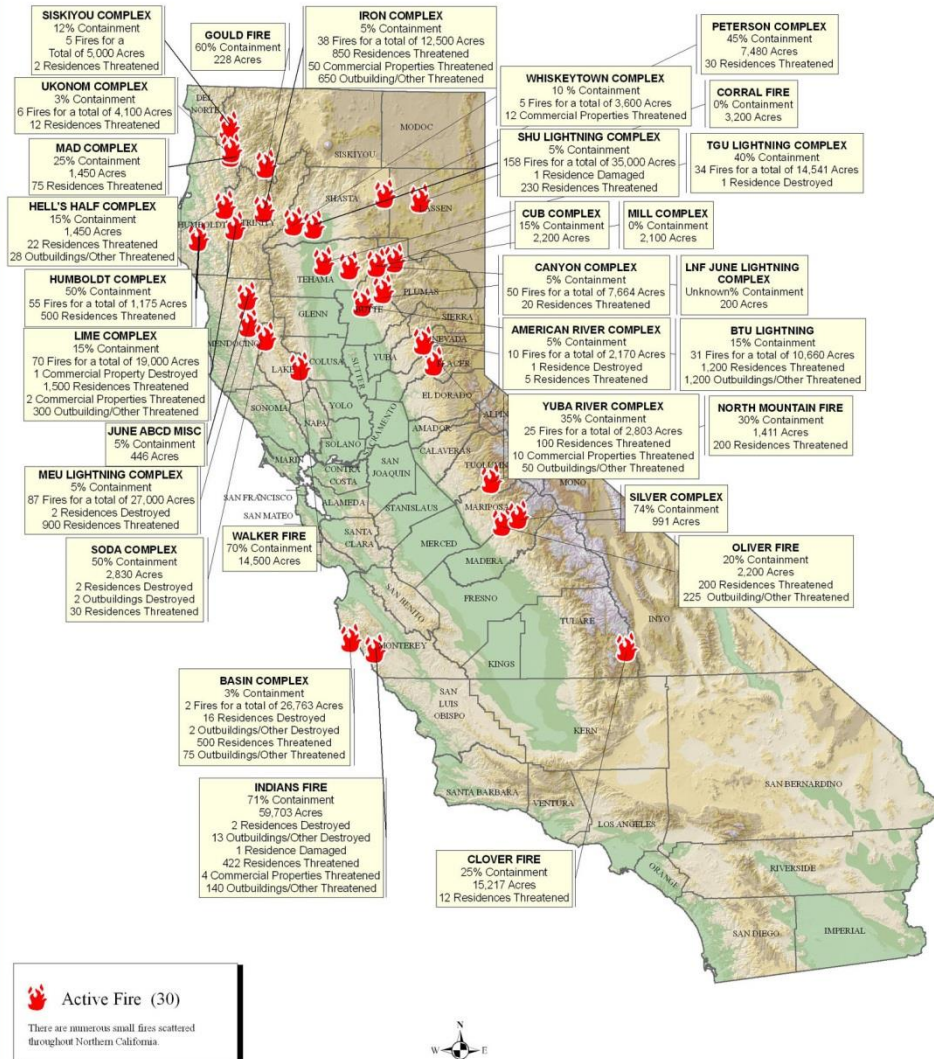 SISKIYOU COMPLEX
12% Containment
5 Fires for a
Total of 5,000 Acres
2 Residences Threatened
GOULD FIRE
60% Containment
228 Acres
IRON COMPLEX
5% Containment
38 Fires for a total of 12,500 Acres
850 Residences Threatened
50 Commercial Properties Threatened
650 Outbuilding/Other Threatened
PETERSON COMPLEX
45% Containment
7,480 Acres
30 Residences Threatened
UKONOM COMPLEX
3% Containment
6 Fires for a total of 4,100 Acres
12 Residences Threatened
WHISKEYTOWN COMPLEX
10 % Containment
5 Fires for a total of 3,600 Acres
12 Commercial Properties Threatened
CORRAL FIRE
0% Containment
3,200 Acres
MAD COMPLEX
25% Containment
1,450 Acres
75 Residences Threatened
SHU LIGHTNING COMPLEX
5% Containment
158 Fires for a total of 35,000 Acres
1 Residence Damaged
230 Residences Threatened
TGU LIGHTNING COMPLEX
40% Containment
34 Fires for a total of 14,541 Acres
1 Residence Destroyed
HELL'S HALF COMPLEX
15% Containment
1,450 Acres
22 Residences Threatened
28 Outbuildings/Other Threatened
CUB COMPLEX
15% Containment
2,200 Acres
MILL COMPLEX
0% Containment
2,100 Acres
HUMBOLDT COMPLEX
50% Containment
55 Fires for a total of 1,175 Acres
500 Residences Threatened
CANYON COMPLEX
5% Containment
50 Fires for a total of 7,664 Acres
20 Residences Threatened
LNF JUNE LIGHTNING
COMPLEX
Unknown% Containment
200 Acres
LIME COMPLEX
15% Containment
70 Fires for a total of 19,000 Acres
1 Commercial Property Destroyed
1,500 Residences Threatened
2 Commercial Properties Threatened
300 Outbuilding/Other Threatened
AMERICAN RIVER COMPLEX
5% Containment
10 Fires for a total of 2,170 Acres
1 Residence Destroyed
5 Residences Threatened
BTU LIGHTNING
15% Containment
31 Fires for a total of 10,660 Acres
1,200 Residences Threatened
1,200 Outbuildings/Other Threatened
JUNE ABCD MISC
5% Containment
446 Acres
YUBA RIVER COMPLEX
35% Containment
25 Fires for a total of 2,803 Acres
100 Residences Threatened
10 Commercial Properties Threatened
50 Outbuildings/Other Threatened
NORTH MOUNTAIN FIRE
30% Containment
1,411 Acres
200 Residences Threatened
MEU LIGHTNING COMPLEX
5% Containment
87 Fires for a total of 27,000 Acres
2 Residences Destroyed
900 Residences Threatened
SILVER COMPLEX
74% Containment
991 Acres
SODA COMPLEX
50% Containment
2,830 Acres
2 Residences Destroyed
2 Outbuildings Destroyed
30 Residences Threatened
WALKER FIRE
70% Containment
14,500 Acres
OLIVER FIRE
20% Containment
2,200 Acres
200 Residences Threatened
225 Outbuilding/Other Threatened
BASIN COMPLEX
3% Containment
2 Fires for a total of 26,763 Acres
16 Residences Destroyed
2 Outbuildings/Other Destroyed
500 Residences Threatened
75 Outbuildings/Other Threatened
INDIANS FIRE
71% Containment
59,703 Acres
2 Residences Destroyed
13 Outbuildings/Other Destroyed
1 Residence Damaged
422 Residences Threatened
4 Commercial Properties Threatened
140 Outbuildings/Other Threatened
CLOVER FIRE
25% Containment
15,217 Acres
12 Residences Threatened
DEL
NORTE
SISKIYOU
MODOC
HUMBOLDT
TRINITY
SHASTA
TEHAMA
PLUMAS
GLENN
BUTTE
SIERRA
MENDOCINO
COLUSA
SUTTER
YUBA
NEVADA
LAKE
EL DORADO
SONOMA
NAPA
YOLO
AMADOR
SOLANO
CALAVERAS
MARIN
CONTRA
COSTA
SAN
JOAQUIN
MONO
SAN FRANCISCO
ALAMEDA
STANISLAUS
MARIPOSA
SAN MATEO
SANTA
CLARA
MERCED
MADERA
SAN BENITO
FRESNO
TULARE
INYO
MONTEREY
KINGS
SAN
LUIS
OBISPO
KERN
SAN BERNARDINO
SANTA BARBARA
VENTURA
LOS ANGELES
ORANGE
RIVERSIDE
SAN DIEGO
IMPERIAL
Active Fire (30)
There are numerous small fires scattered
throughout Northern California.
N
W
E